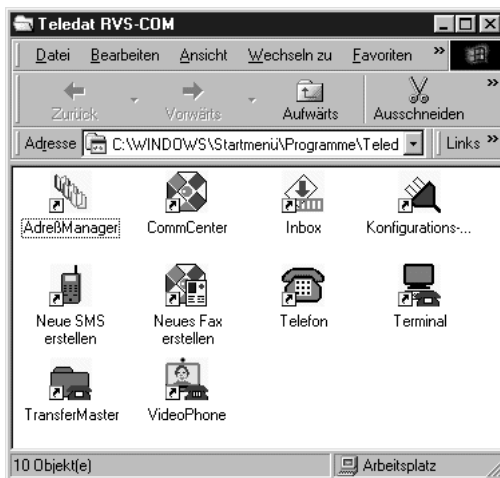 Teledat RVS-COM
Datei Bearbeiten Ansicht Wechseln zu Favoriten »
Zurück Vorwärts Aufwärts Ausschneiden »
Adresse C:\WINDOWS\Startmenü\Programme\Teled Links »
AdreßManager CommCenter Inbox Konfigurations-...
Neue SMS erstellen Neues Fax erstellen Telefon Terminal
TransferMaster VideoPhone
10 Objekt(e) Arbeitsplatz